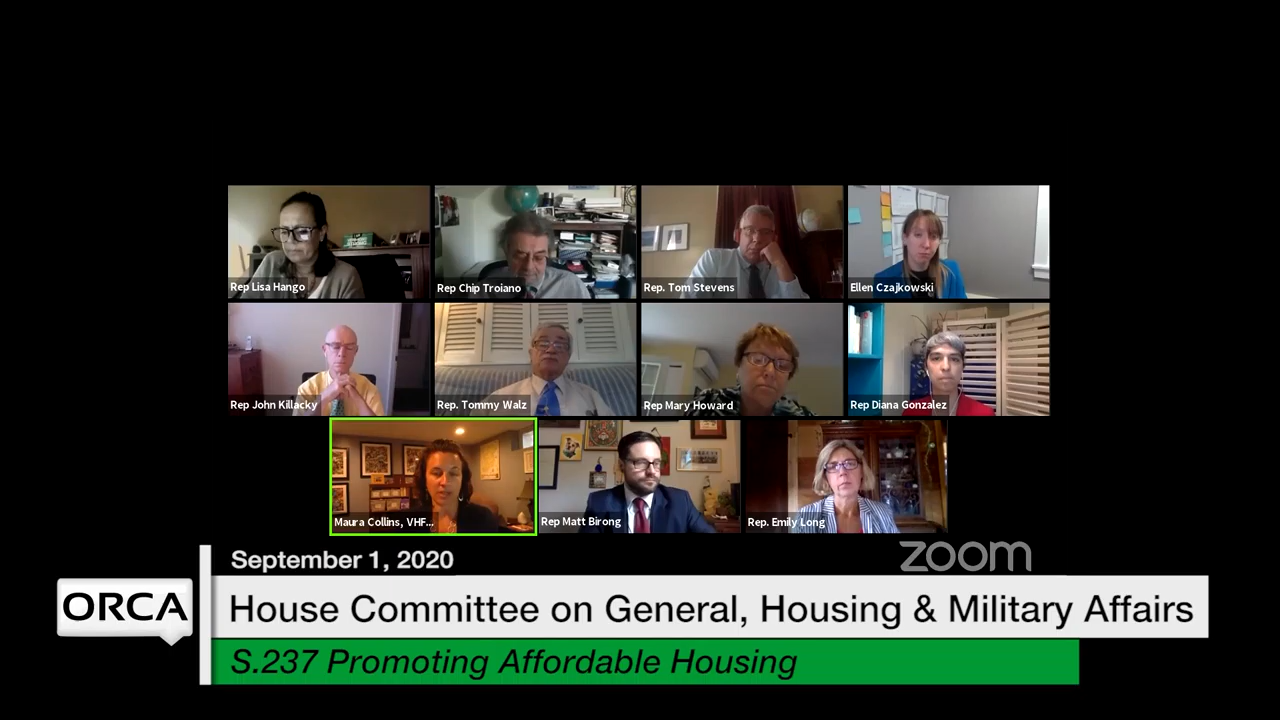 Rep Lisa Hango
Rep Chip Troiano
Rep. Tom Stevens
Ellen Czajkowski
Rep John Killacky
Rep. Tommy Walz
Rep Mary Howard
Rep Diana Gonzalez
Maura Collins, VHF...
Rep Matt Birong
Rep. Emily Long
September 1, 2020
zoom
ORCA
House Committee on General, Housing & Military Affairs
S.237 Promoting Affordable Housing